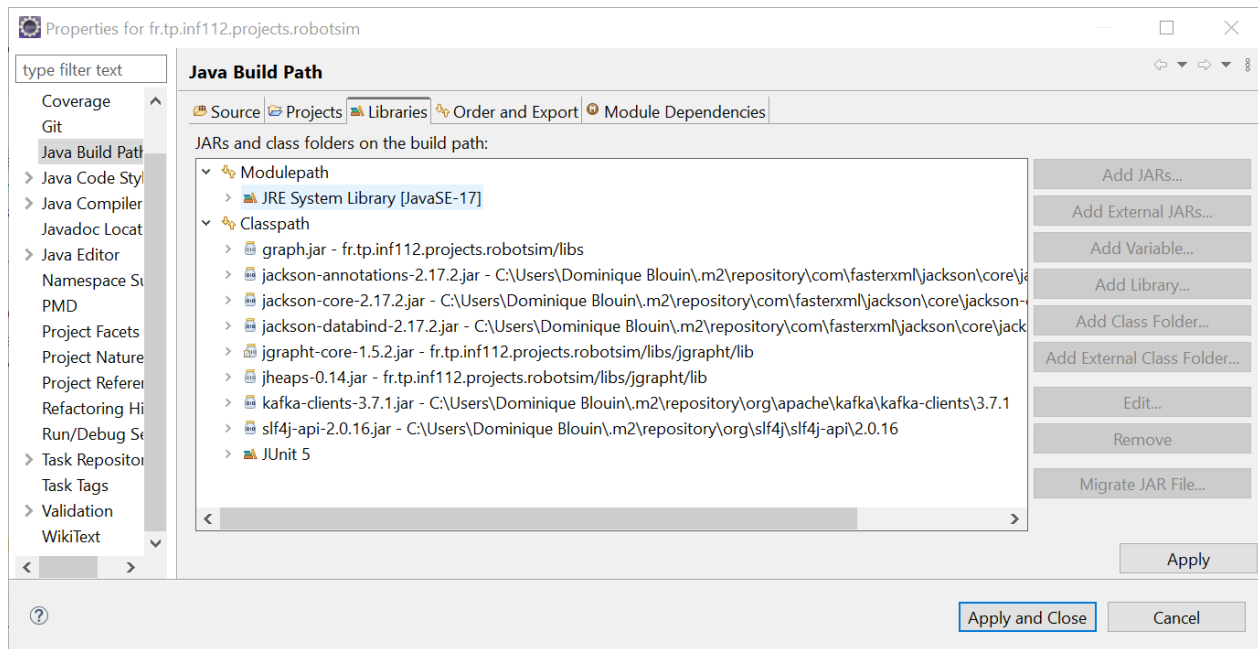 Properties for fr.tp.inf112.projects.robotsim
type filter text
Coverage
Git
Java Build Path
Java Code Styl
Java Compiler
Javadoc Locat
Java Editor
Namespace Su
PMD
Project Facets
Project Nature
Project Referen
Refactoring Hi
Run/Debug Se
Task Repositor
Task Tags
Validation
WikiText
Java Build Path
Source Projects Libraries Order and Export Module Dependencies
JARs and class folders on the build path:
Modulepath
JRE System Library [JavaSE-17]
Classpath
graph.jar - fr.tp.inf112.projects.robotsim/libs
jackson-annotations-2.17.2.jar - C:\Users\Dominique Blouin\.m2\repository\com\fasterxml\jackson\core\ja
jackson-core-2.17.2.jar - C:\Users\Dominique Blouin\.m2\repository\com\fasterxml\jackson\core\jackson-
jackson-databind-2.17.2.jar - C:\Users\Dominique Blouin\.m2\repository\com\fasterxml\jackson\core\jack
jgrapht-core-1.5.2.jar - fr.tp.inf112.projects.robotsim/libs/jgrapht/lib
jheaps-0.14.jar - fr.tp.inf112.projects.robotsim/libs/jgrapht/lib
kafka-clients-3.7.1.jar - C:\Users\Dominique Blouin\.m2\repository\org\apache\kafka\kafka-clients\3.7.1
slf4j-api-2.0.16.jar - C:\Users\Dominique Blouin\.m2\repository\org\slf4j\slf4j-api\2.0.16
JUnit 5
Add JARs...
Add External JARs...
Add Variable...
Add Library...
Add Class Folder...
Add External Class Folder...
Edit...
Remove
Migrate JAR File...
Apply
Apply and Close
Cancel